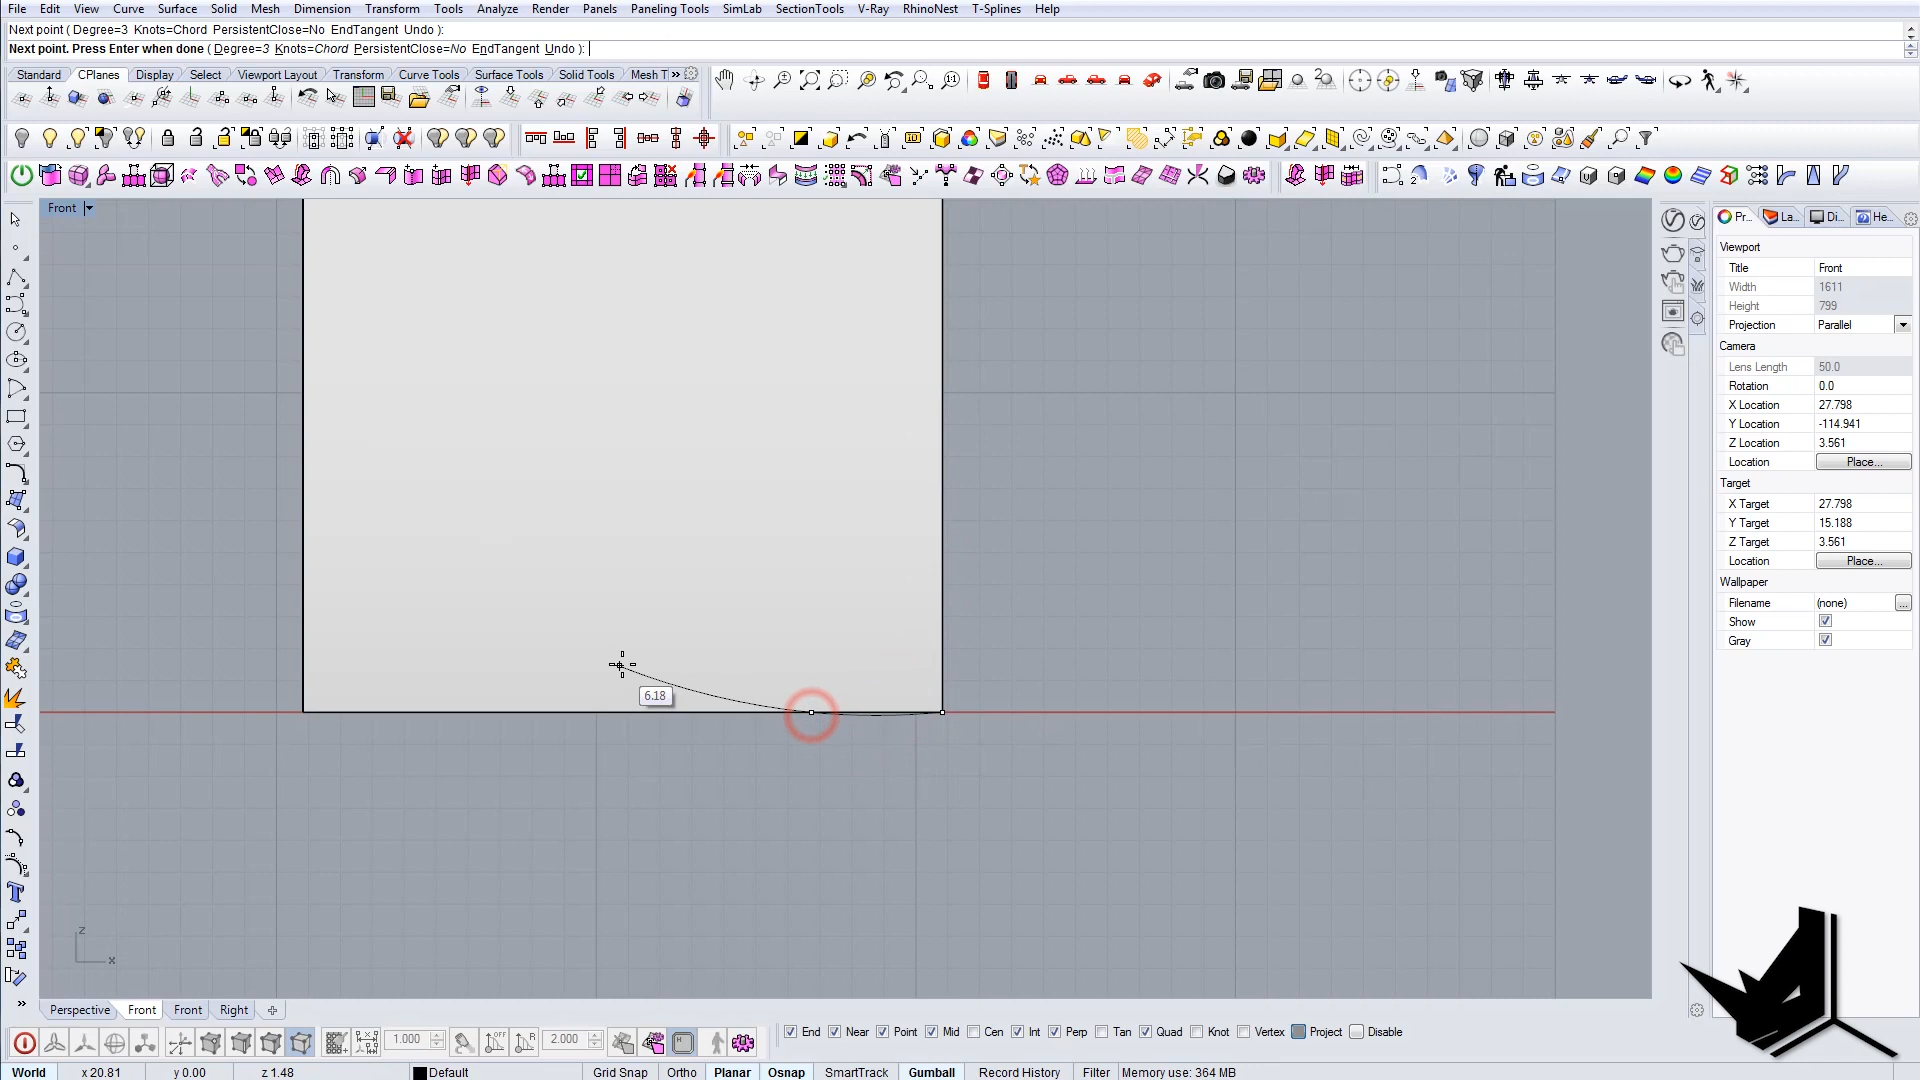 File Edit View Curve Surface Solid Mesh Dimension Transform Tools Analyze Render Panels Paneling Tools SimLab SectionTools V-Ray RhinoNest T-Splines Help
Next point ( Degree=3 Knots=Chord PersistentClose=No EndTangent Undo ):
Next point. Press Enter when done ( Degree=3 Knots=Chord PersistentClose=No EndTangent Undo ):
Standard CPlanes Display Select Viewport Layout Transform Curve Tools Surface Tools Solid Tools Mesh T »
Front
Pr... La... Di... He...
Viewport
Title Front
Width 1611
Height 799
Projection Parallel
Camera
Lens Length 50.0
Rotation 0.0
X Location 27.798
Y Location -114.941
Z Location 3.561
Location Place...
Target
X Target 27.798
Y Target 15.188
Z Target 3.561
Location Place...
Wallpaper
Filename (none) ...
Show
Gray
6.18
z
x
Perspective Front Front Right
1.000 2.000 End Near Point Mid Cen Int Perp Tan Quad Knot Vertex Project Disable
World x 20.81 y 0.00 z 1.48 Default Grid Snap Ortho Planar Osnap SmartTrack Gumball Record History Filter Memory use: 364 MB